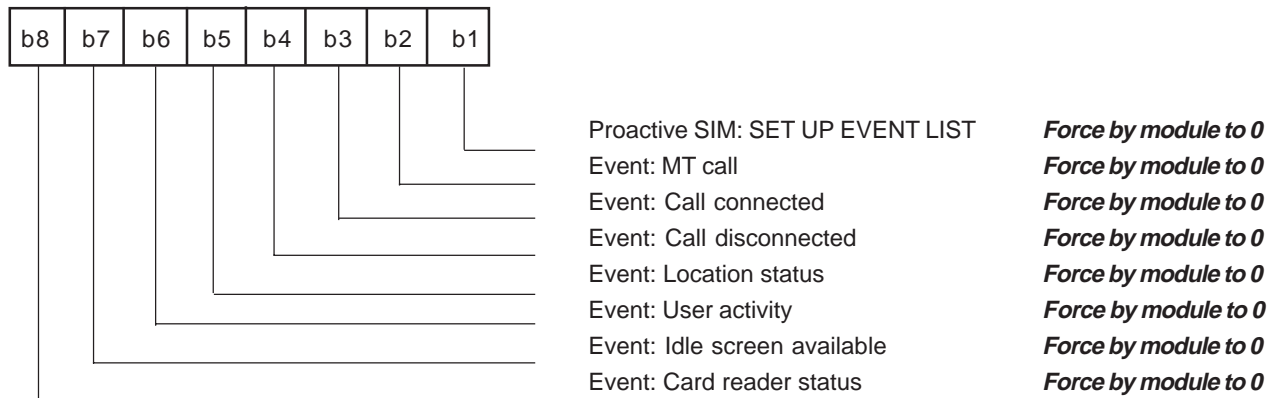 b8 b7 b6 b5 b4 b3 b2 b1
Proactive SIM: SET UP EVENT LIST Force by module to 0
Event: MT call Force by module to 0
Event: Call connected Force by module to 0
Event: Call disconnected Force by module to 0
Event: Location status Force by module to 0
Event: User activity Force by module to 0
Event: Idle screen available Force by module to 0
Event: Card reader status Force by module to 0